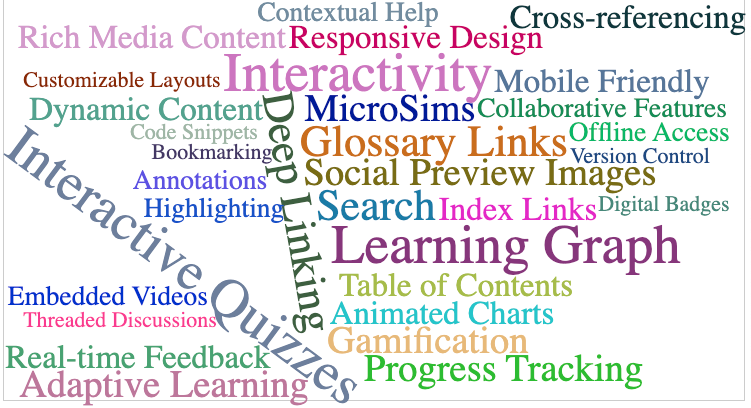 Contextual Help
Cross-referencing
Rich Media Content
Responsive Design
Customizable Layouts
Interactivity
Mobile Friendly
Dynamic Content
Deep Linking
MicroSims
Collaborative Features
Code Snippets
Glossary Links
Offline Access
Interactive Quizzes
Bookmarking
Version Control
Annotations
Social Preview Images
Highlighting
Search
Index Links
Digital Badges
Learning Graph
Embedded Videos
Table of Contents
Threaded Discussions
Animated Charts
Gamification
Real-time Feedback
Progress Tracking
Adaptive Learning